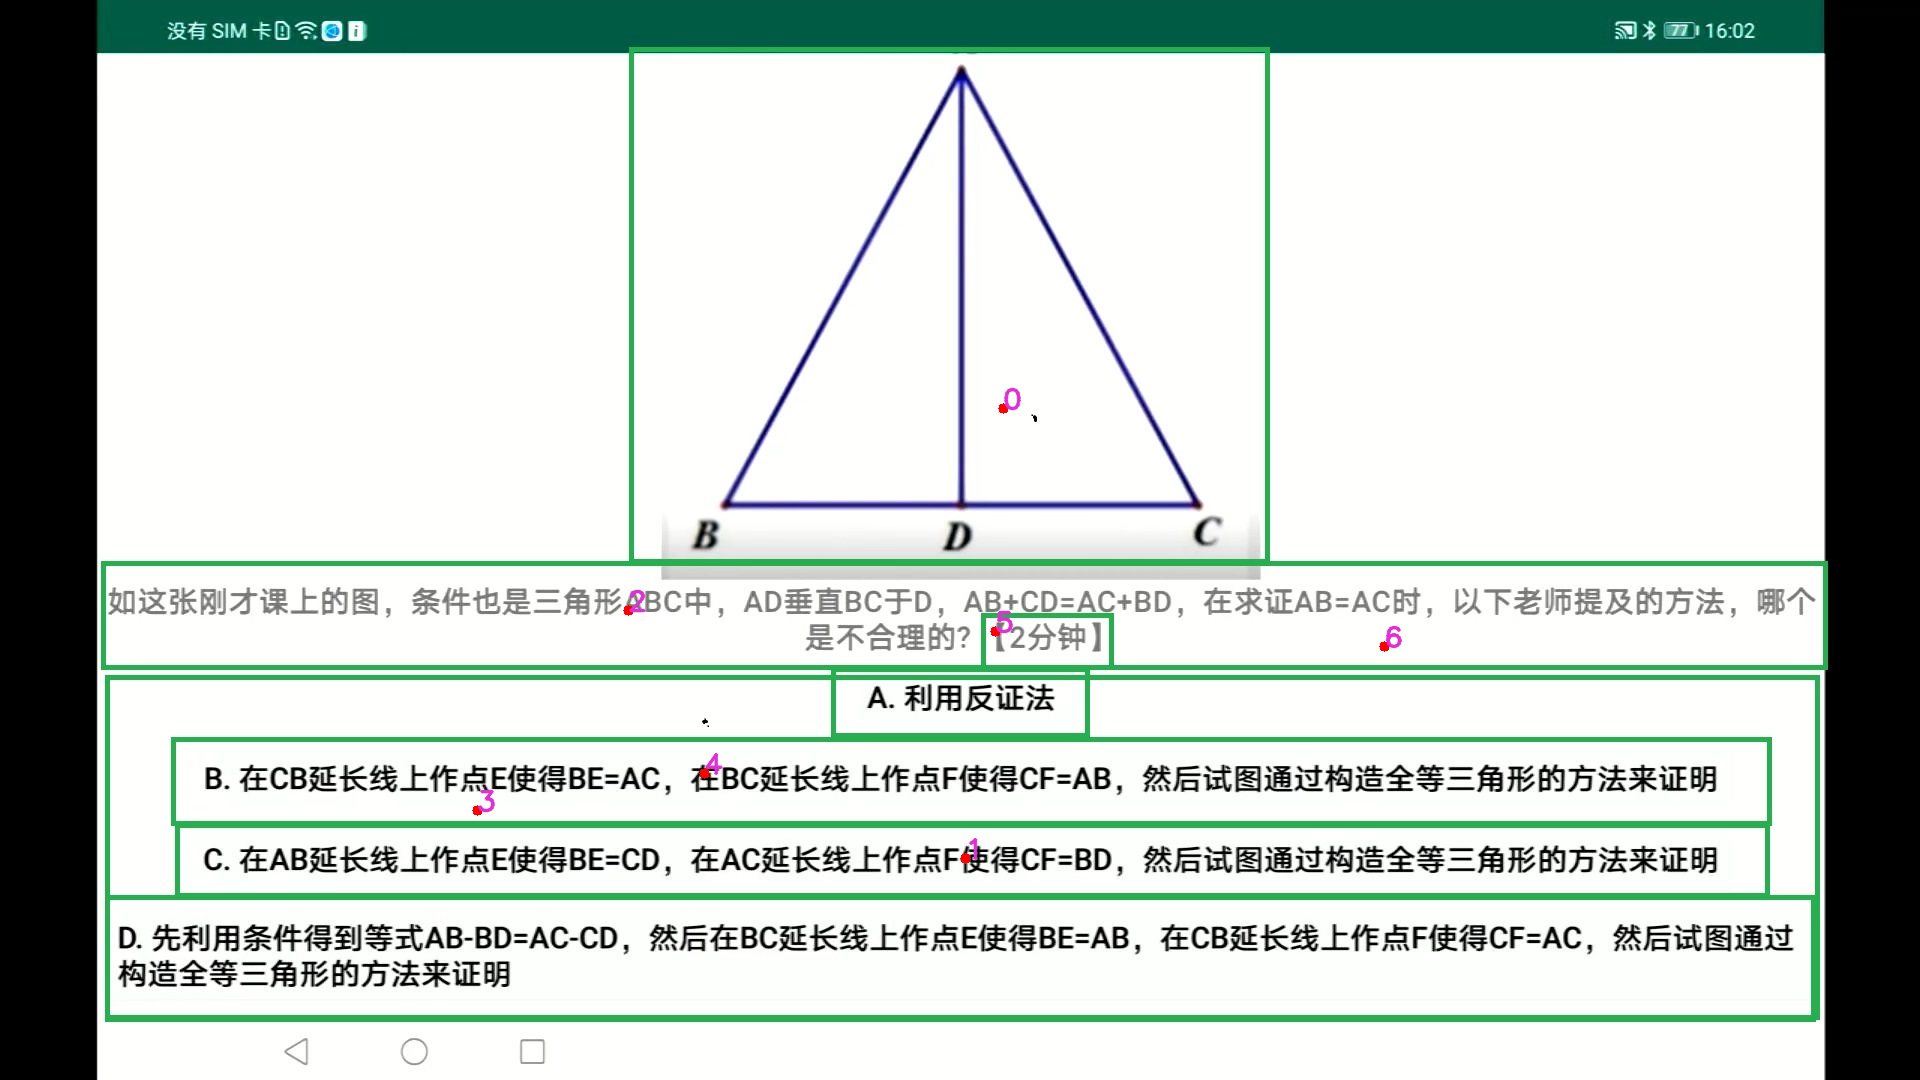 没有 SIM 卡
77 16:02
0
B D C
如这张刚才课上的图，条件也是三角形ABC中，AD垂直BC于D，AB+CD=AC+BD，在求证AB=AC时，以下老师提及的方法，哪个
2
是不合理的?【2分钟】
5
6
A. 利用反证法
B. 在CB延长线上作点E使得BE=AC，在BC延长线上作点F使得CF=AB，然后试图通过构造全等三角形的方法来证明
4
3
C. 在AB延长线上作点E使得BE=CD，在AC延长线上作点F使得CF=BD，然后试图通过构造全等三角形的方法来证明
1
D. 先利用条件得到等式AB-BD=AC-CD，然后在BC延长线上作点E使得BE=AB，在CB延长线上作点F使得CF=AC，然后试图通过
构造全等三角形的方法来证明